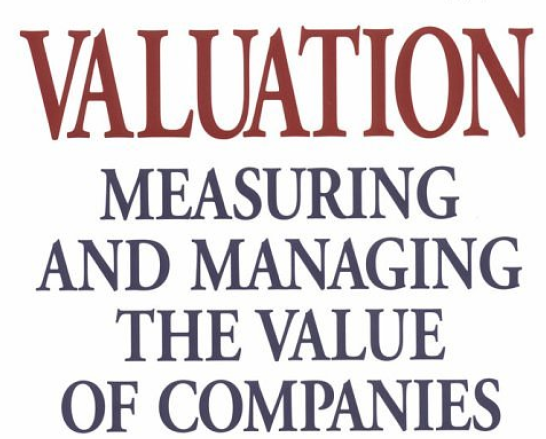 VALUATION
MEASURING
AND MANAGING
THE VALUE
OF COMPANIES